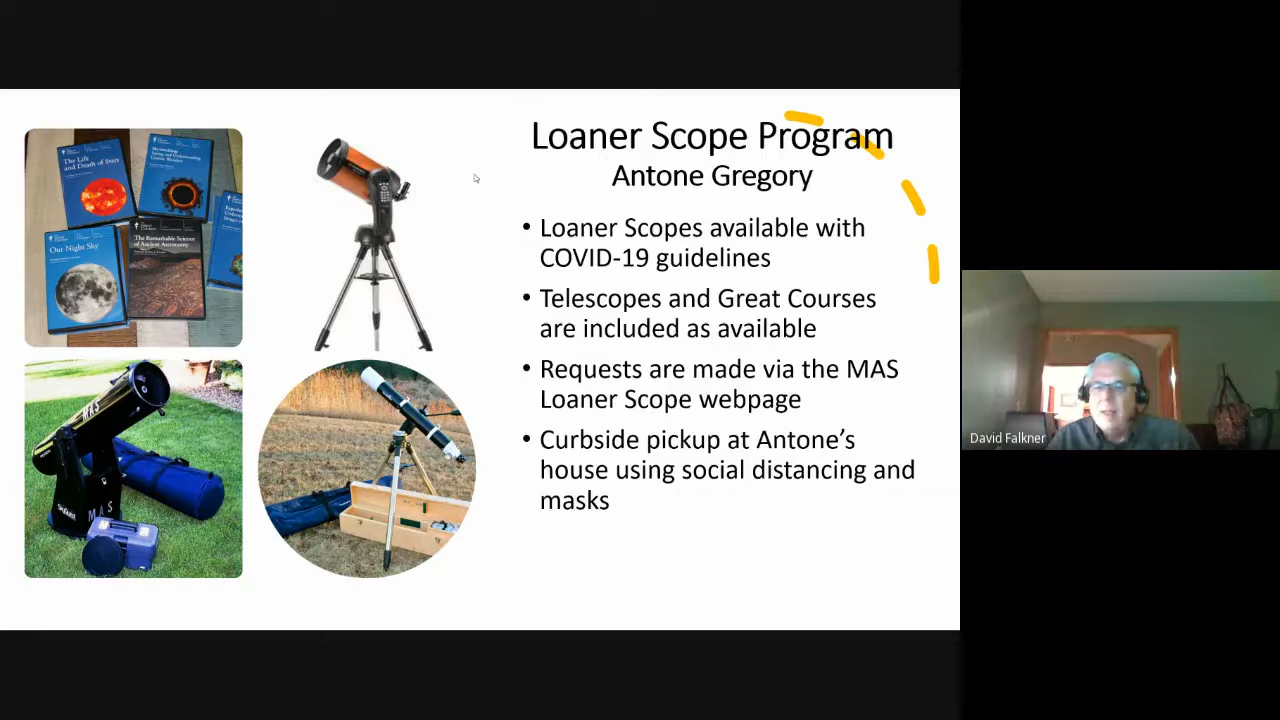 Loaner Scope Program
Antone Gregory
• Loaner Scopes available with
COVID-19 guidelines
• Telescopes and Great Courses
are included as available
• Requests are made via the MAS
Loaner Scope webpage
• Curbside pickup at Antone's
house using social distancing and
masks
The Life
and Death of Stars
Our Night Sky
The Remarkable Science
of Ancient Astronomy
MAS
MAS
David Falkner